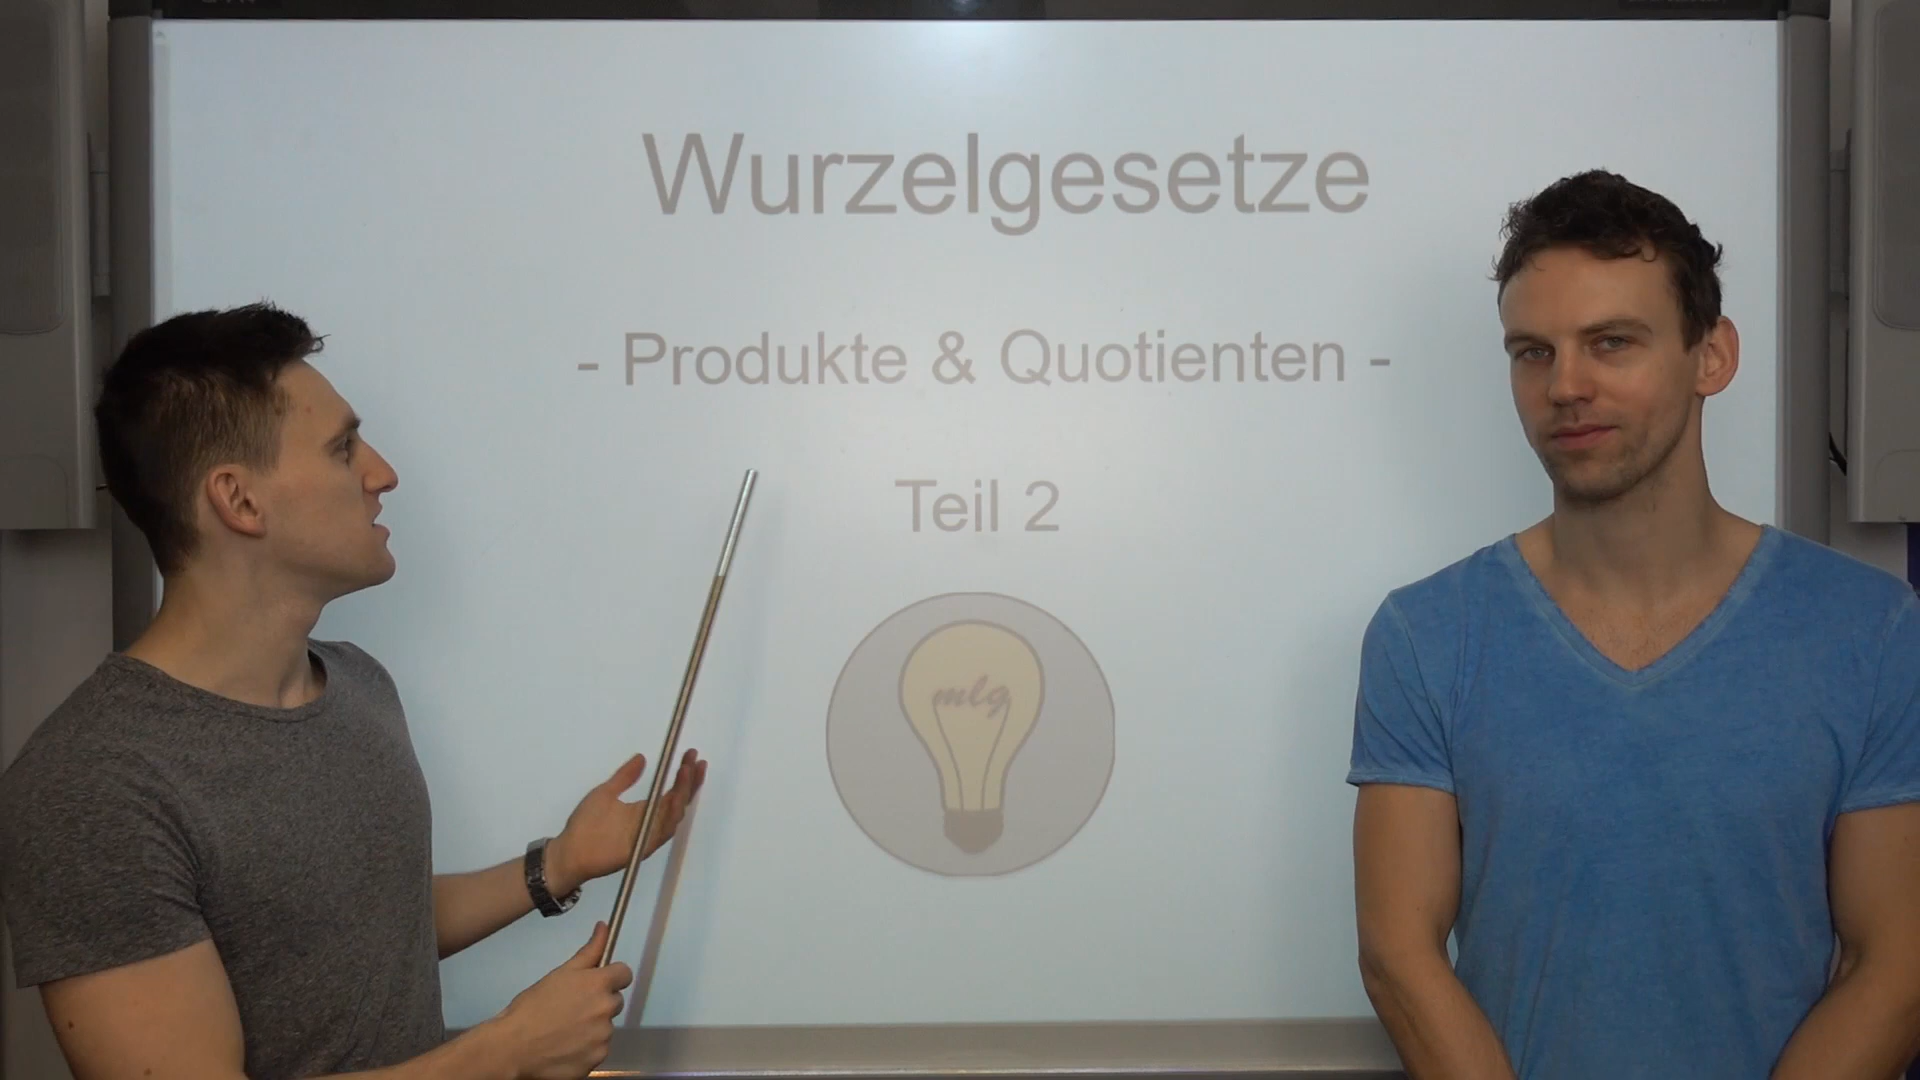 Wurzelgesetze
- Produkte & Quotienten -
Teil 2
mlg